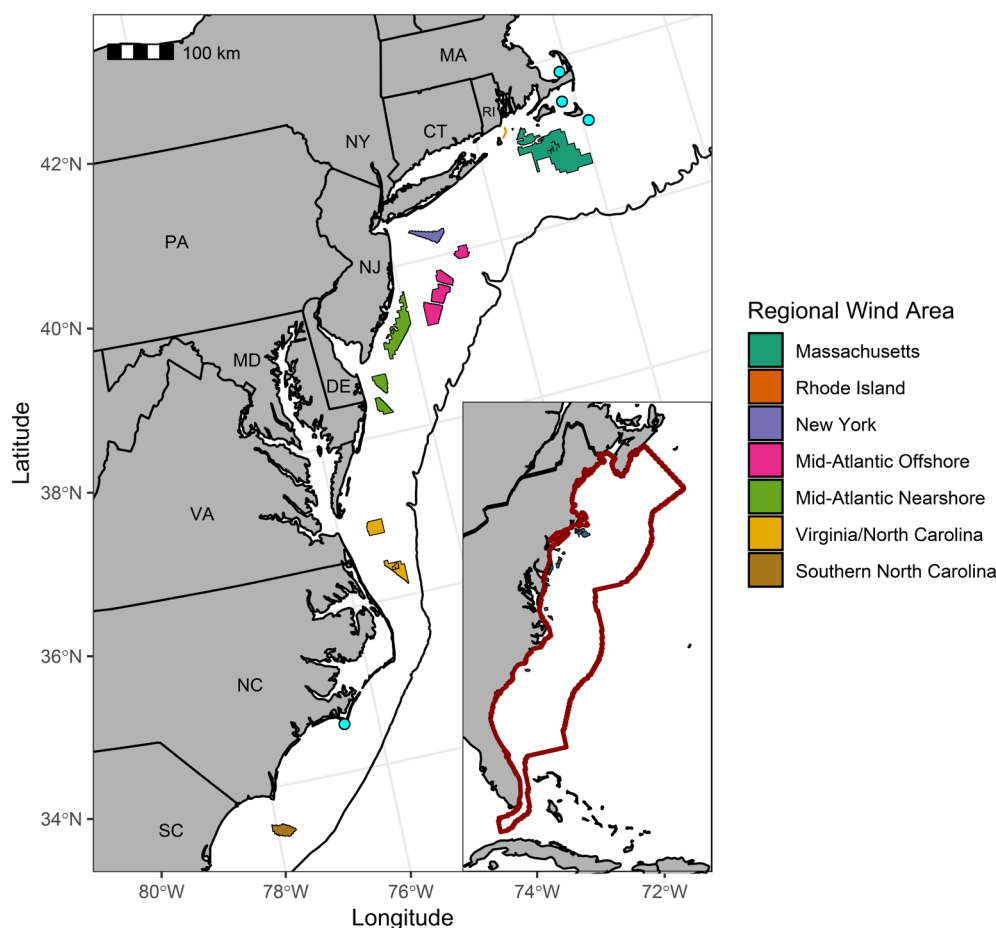 100 km
MA
RI
CT
NY
42°N
PA
NJ
40°N
MD
DE
Latitude
38°N
VA
36°N
NC
34°N
SC
80°W
78°W
76°W
74°W
72°W
Longitude
Regional Wind Area
Massachusetts
Rhode Island
New York
Mid-Atlantic Offshore
Mid-Atlantic Nearshore
Virginia/North Carolina
Southern North Carolina